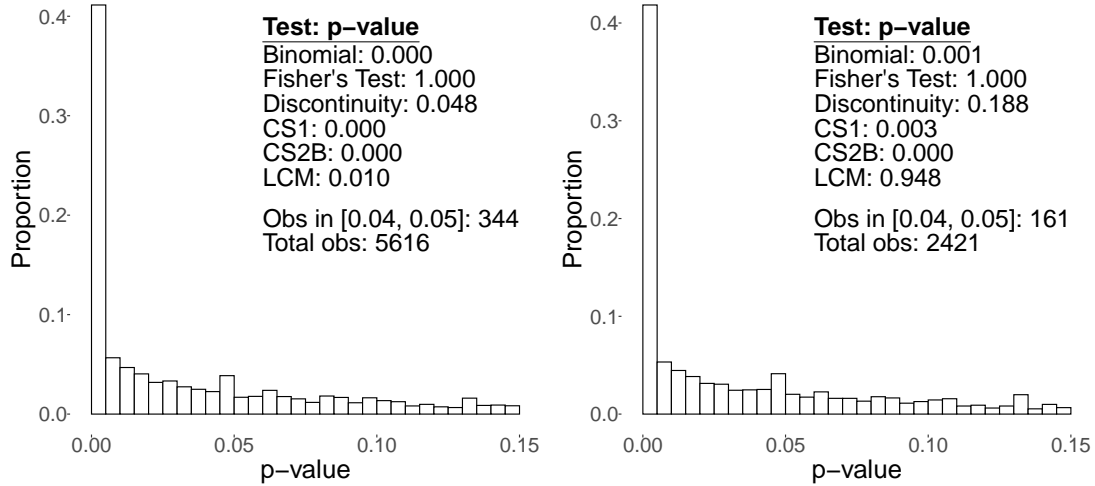 Test: p−value
Binomial: 0.000
Fisher's Test: 1.000
Discontinuity: 0.048
CS1: 0.000
CS2B: 0.000
LCM: 0.010
Obs in [0.04, 0.05]: 344
Total obs: 5616
Proportion
0.4
0.3
0.2
0.1
0.0
0.00 0.05 0.10 0.15
p−value
Test: p−value
Binomial: 0.001
Fisher's Test: 1.000
Discontinuity: 0.188
CS1: 0.003
CS2B: 0.000
LCM: 0.948
Obs in [0.04, 0.05]: 161
Total obs: 2421
Proportion
0.4
0.3
0.2
0.1
0.0
0.00 0.05 0.10 0.15
p−value